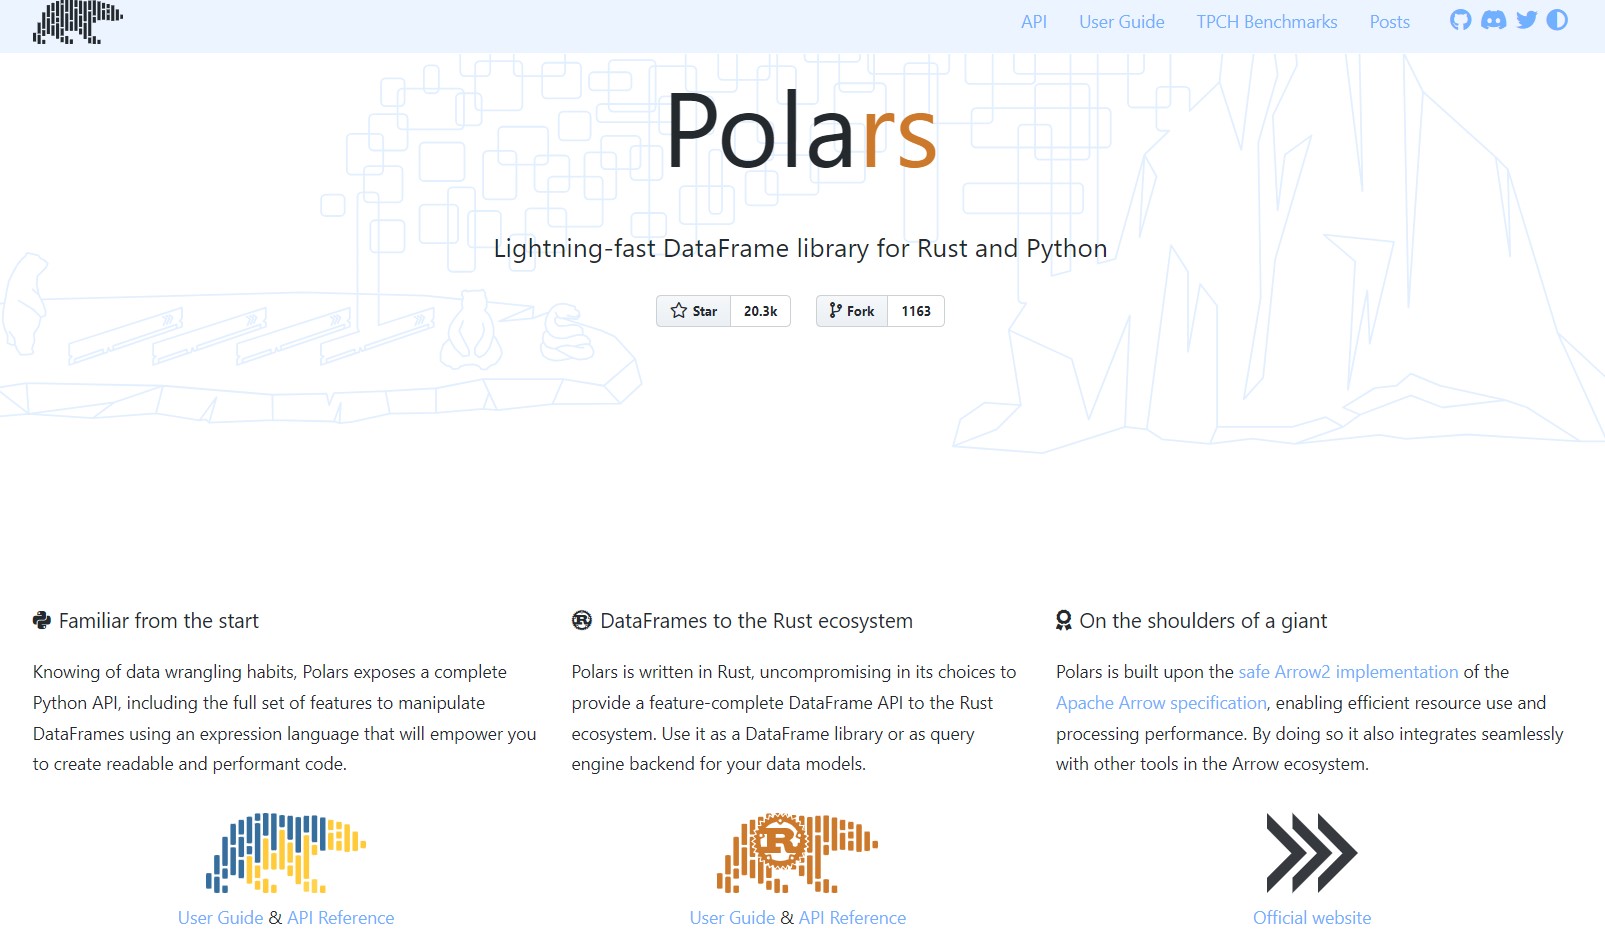 API User Guide TPCH Benchmarks Posts
Polars
Lightning-fast DataFrame library for Rust and Python
Star 20.3k Fork 1163
Familiar from the start
Knowing of data wrangling habits, Polars exposes a complete
Python API, including the full set of features to manipulate
DataFrames using an expression language that will empower you
to create readable and performant code.
User Guide & API Reference
DataFrames to the Rust ecosystem
Polars is written in Rust, uncompromising in its choices to
provide a feature-complete DataFrame API to the Rust
ecosystem. Use it as a DataFrame library or as query
engine backend for your data models.
R
User Guide & API Reference
On the shoulders of a giant
Polars is built upon the safe Arrow2 implementation of the
Apache Arrow specification, enabling efficient resource use and
processing performance. By doing so it also integrates seamlessly
with other tools in the Arrow ecosystem.
Official website